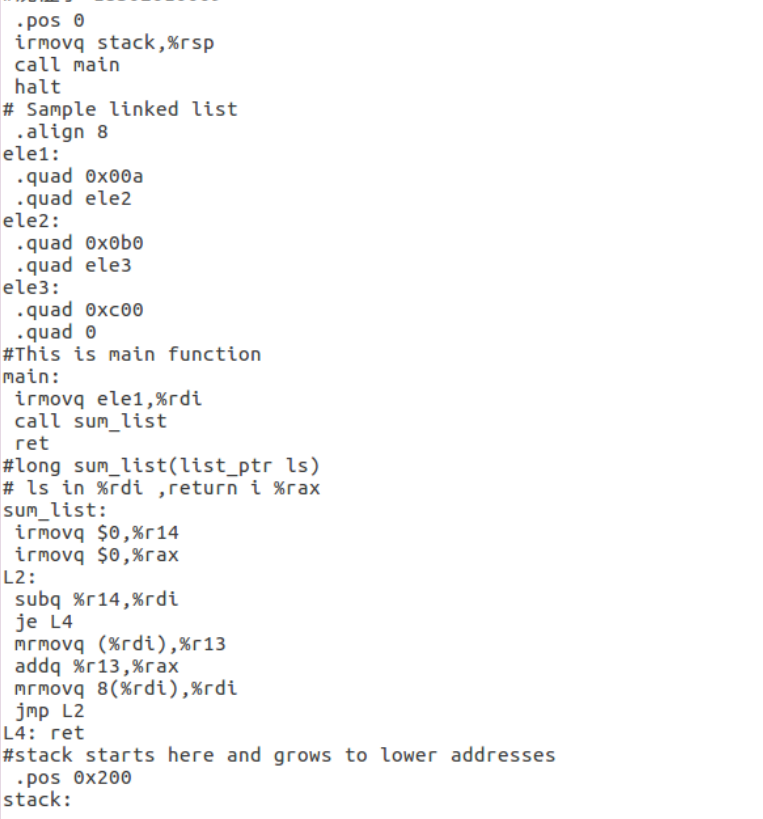 .pos 0
irmovq stack,%rsp
call main
halt
# Sample linked list
.align 8
ele1:
.quad 0x00a
.quad ele2
ele2:
.quad 0x0b0
.quad ele3
ele3:
.quad 0xc00
.quad 0
#This is main function
main:
irmovq ele1,%rdi
call sum_list
ret
#long sum_list(list_ptr ls)
# ls in %rdi ,return i %rax
sum_list:
irmovq $0,%r14
irmovq $0,%rax
L2:
subq %r14,%rdi
je L4
mrmovq (%rdi),%r13
addq %r13,%rax
mrmovq 8(%rdi),%rdi
jmp L2
L4: ret
#stack starts here and grows to lower addresses
.pos 0x200
stack: